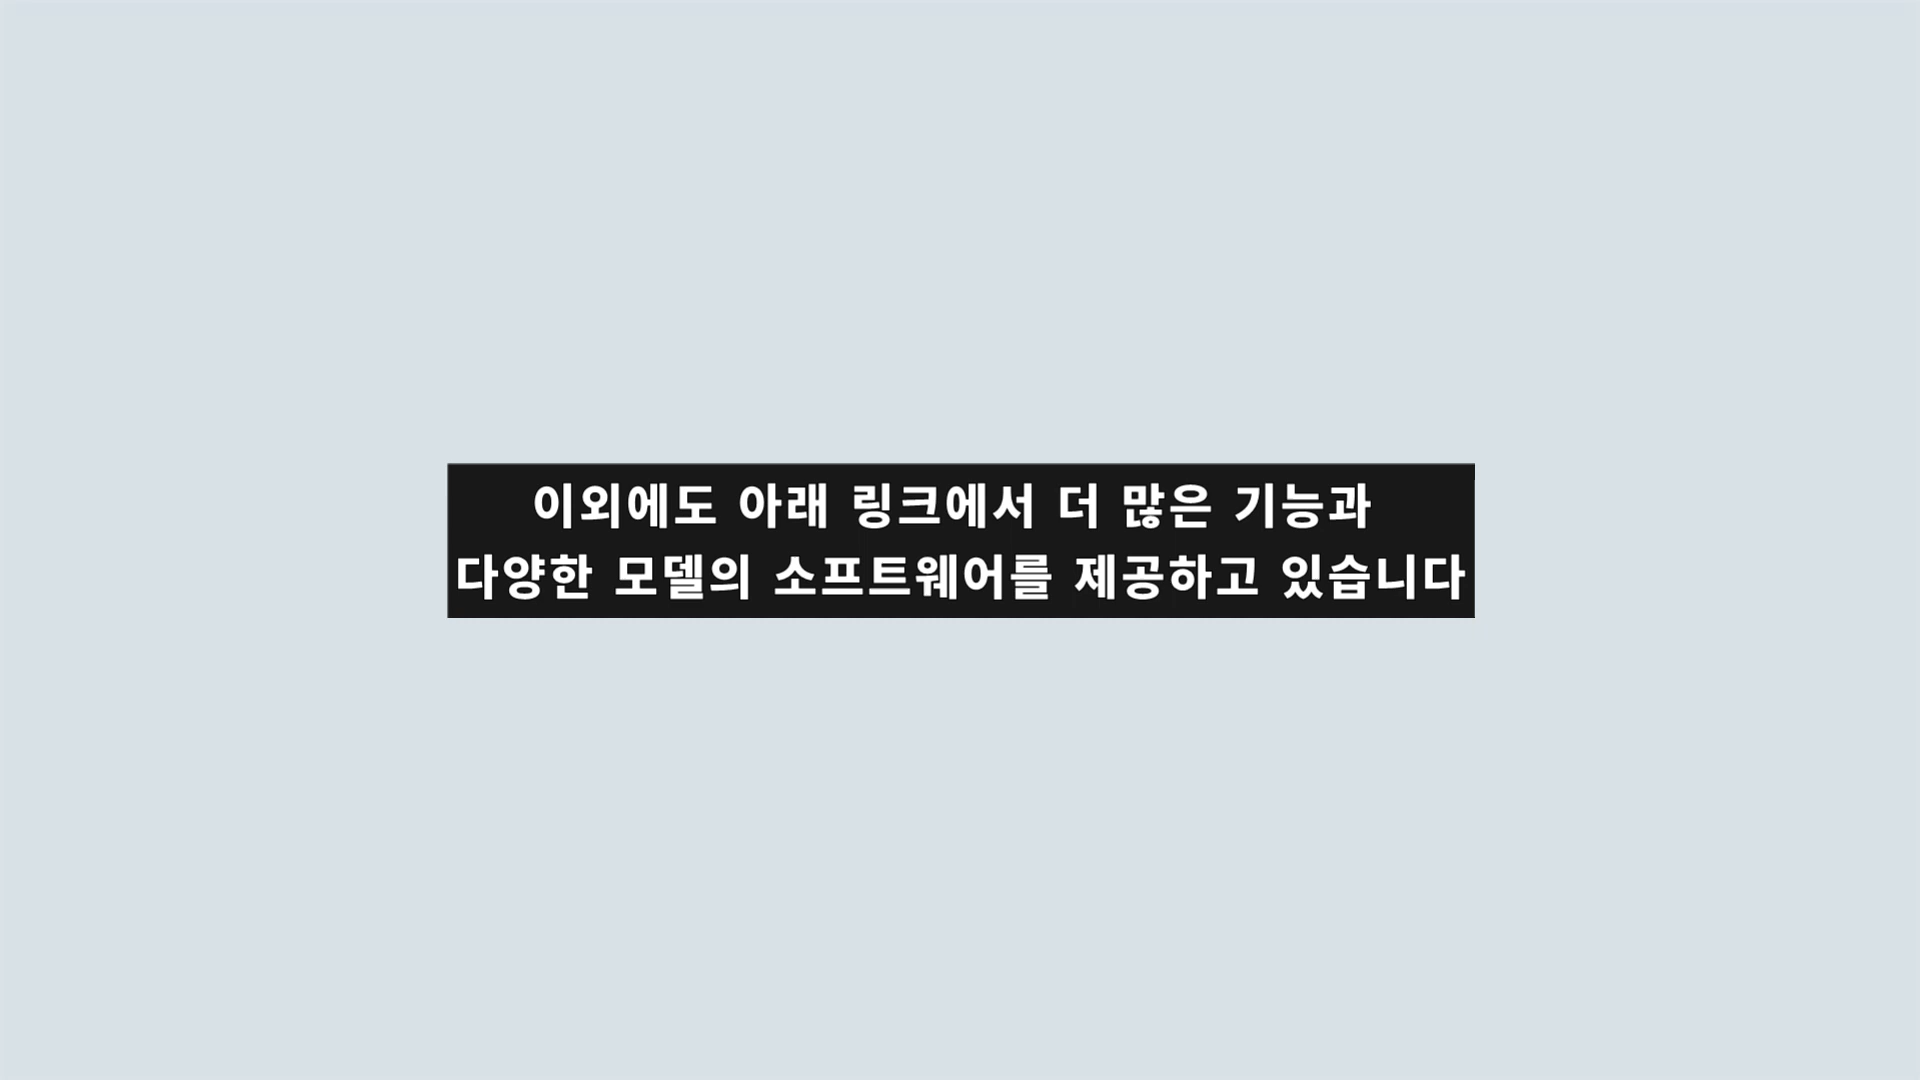 이외에도 아래 링크에서 더 많은 기능과
다양한 모델의 소프트웨어를 제공하고 있습니다